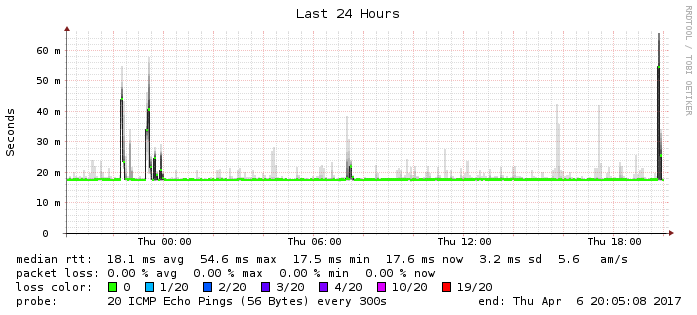 Last 24 Hours
RRDTOOL / TOBI OETIKER
Seconds
60 m
50 m
40 m
30 m
20 m
10 m
0
Thu 00:00 Thu 06:00 Thu 12:00 Thu 18:00
median rtt: 18.1 ms avg 54.6 ms max 17.5 ms min 17.6 ms now 3.2 ms sd 5.6 am/s
packet loss: 0.00 % avg 0.00 % max 0.00 % min 0.00 % now
loss color: 0 1/20 2/20 3/20 4/20 10/20 19/20
probe: 20 ICMP Echo Pings (56 Bytes) every 300s end: Thu Apr 6 20:05:08 2017